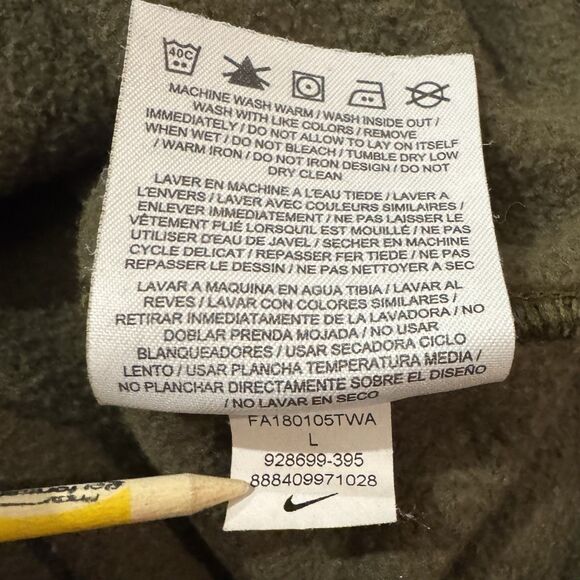 40C
MACHINE WASH WARM / WASH INSIDE OUT /
WASH WITH LIKE COLORS / REMOVE
IMMEDIATELY / DO NOT ALLOW TO LAY ON ITSELF
WHEN WET / DO NOT BLEACH / TUMBLE DRY LOW
/ WARM IRON / DO NOT IRON DESIGN / DO NOT
DRY CLEAN
LAVER EN MACHINE A L'EAU TIEDE / LAVER A
L'ENVERS / LAVER AVEC COULEURS SIMILAIRES /
ENLEVER IMMEDIATEMENT / NE PAS LAISSER LE
VÊTEMENT PLIÉ LORSQU'IL EST MOUILLÉ / NE PAS
UTILISER D'EAU DE JAVEL / SECHER EN MACHINE
CYCLE DELICAT / REPASSER FER TIEDE / NE PAS
REPASSER LE DESSIN / NE PAS NETTOYER A SEC
LAVAR A MAQUINA EN AGUA TIBIA / LAVAR AL
REVES / LAVAR CON COLORES SIMILARES /
RETIRAR INMEDIATAMENTE DE LA LAVADORA / NO
DOBLAR PRENDA MOJADA / NO USAR
BLANQUEADORES / USAR SECADORA CICLO
LENTO / USAR PLANCHA TEMPERATURA MEDIA /
NO PLANCHAR DIRECTAMENTE SOBRE EL DISEÑO
/ NO LAVAR EN SECO
FA180105TWA
L
928699-395
888409971028